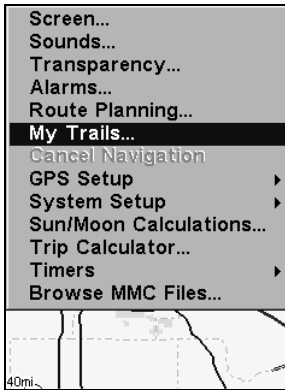 Screen...
Sounds...
Transparency...
Alarms...
Route Planning...
My Trails...
Cancel Navigation
GPS Setup
System Setup
Sun/Moon Calculations...
Trip Calculator...
Timers
Browse MMC Files...
40mi